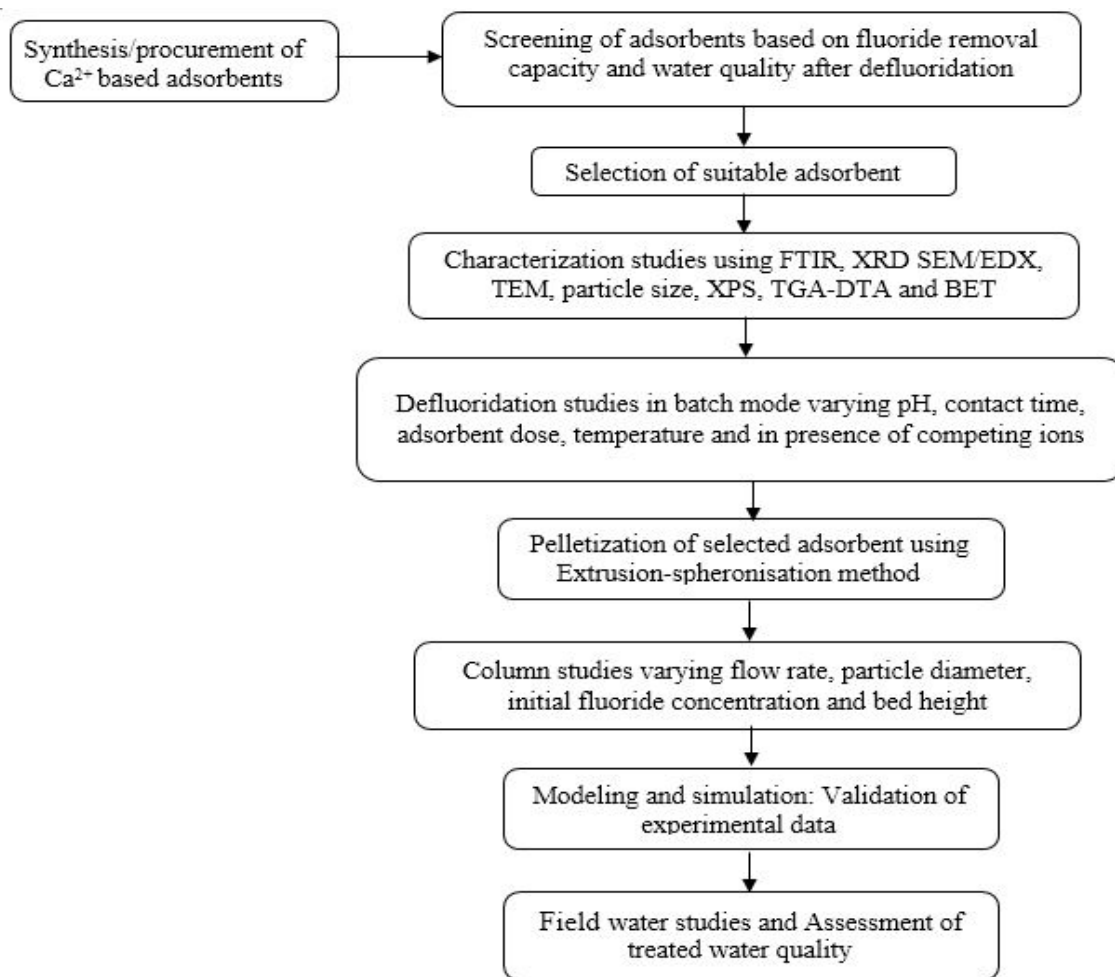 Synthesis/procurement of
Ca²⁺ based adsorbents
Screening of adsorbents based on fluoride removal
capacity and water quality after defluoridation
Selection of suitable adsorbent
Characterization studies using FTIR, XRD SEM/EDX,
TEM, particle size, XPS, TGA-DTA and BET
Defluoridation studies in batch mode varying pH, contact time,
adsorbent dose, temperature and in presence of competing ions
Pelletization of selected adsorbent using
Extrusion-spheronisation method
Column studies varying flow rate, particle diameter,
initial fluoride concentration and bed height
Modeling and simulation: Validation of
experimental data
Field water studies and Assessment of
treated water quality